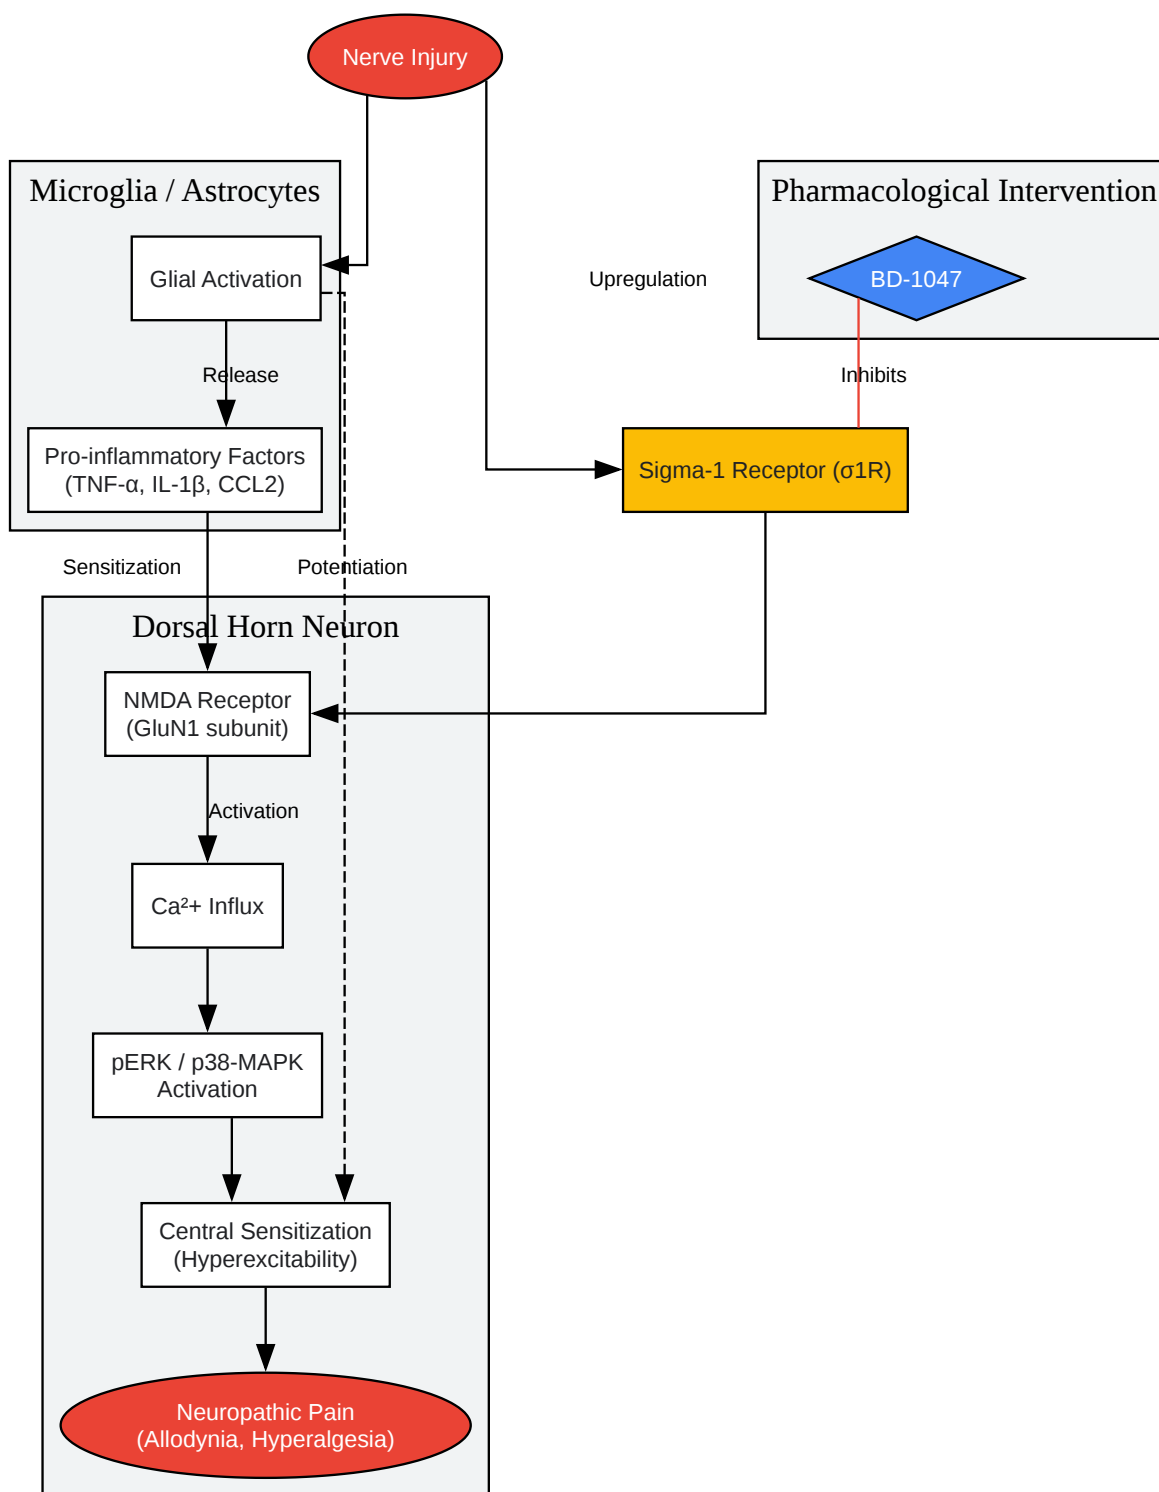 Nerve Injury
Microglia / Astrocytes
Pharmacological Intervention
Glial Activation
Upregulation
BD-1047
Release
Inhibits
Pro-inflammatory Factors
(TNF-α, IL-1β, CCL2)
Sigma-1 Receptor (σ1R)
Sensitization
Potentiation
Dorsal Horn Neuron
NMDA Receptor
(GluN1 subunit)
Activation
Ca²+ Influx
pERK / p38-MAPK
Activation
Central Sensitization
(Hyperexcitability)
Neuropathic Pain
(Allodynia, Hyperalgesia)